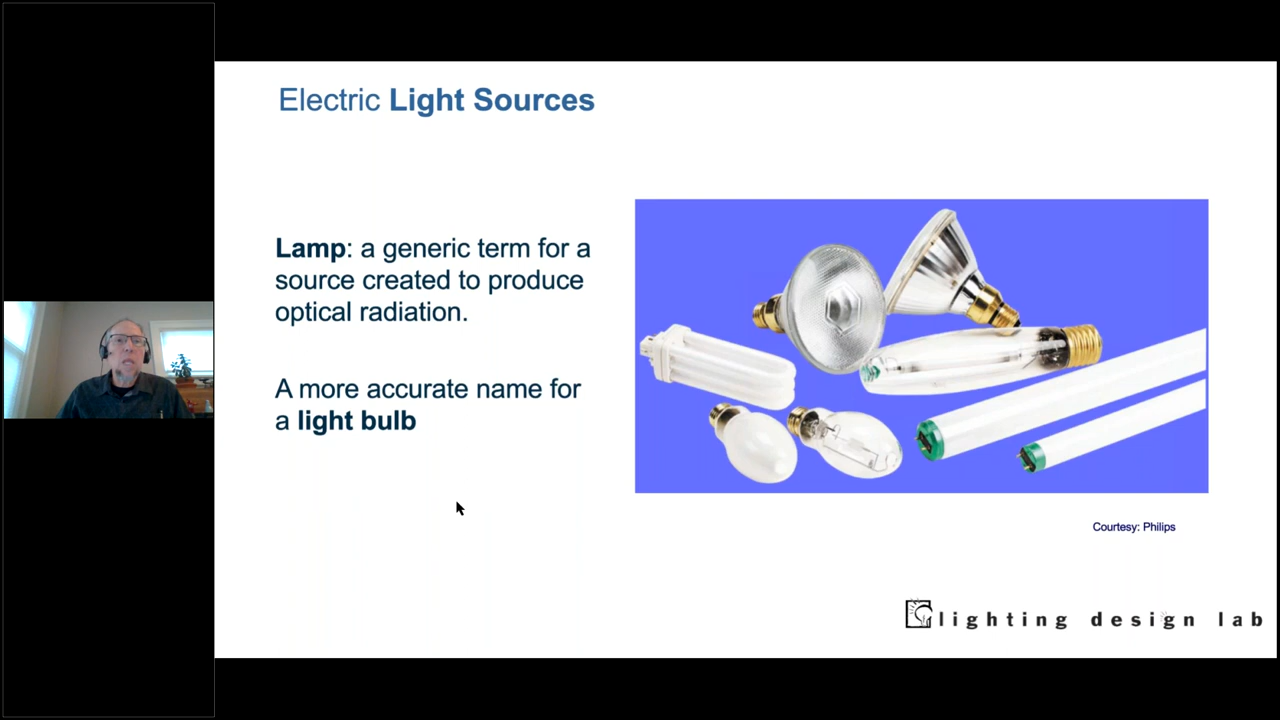 Electric Light Sources
Lamp: a generic term for a
source created to produce
optical radiation.
A more accurate name for
a light bulb
Courtesy: Philips
lighting design lab